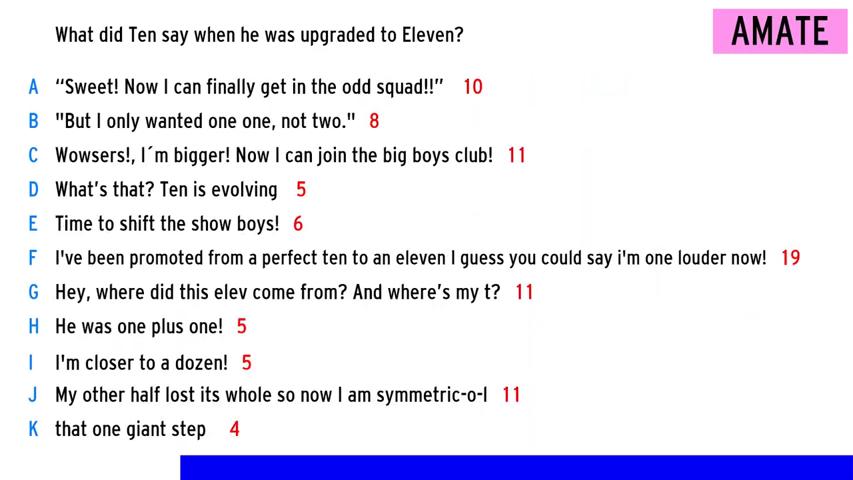 What did Ten say when he was upgraded to Eleven?
AMATE
A “Sweet! Now I can finally get in the odd squad!!” 10
B "But I only wanted one one, not two." 8
C Wowsers!, I´m bigger! Now I can join the big boys club! 11
D What's that? Ten is evolving 5
E Time to shift the show boys! 6
F I've been promoted from a perfect ten to an eleven I guess you could say i'm one louder now! 19
G Hey, where did this elev come from? And where’s my t? 11
H He was one plus one! 5
I I'm closer to a dozen! 5
J My other half lost its whole so now I am symmetric-o-l 11
K that one giant step 4